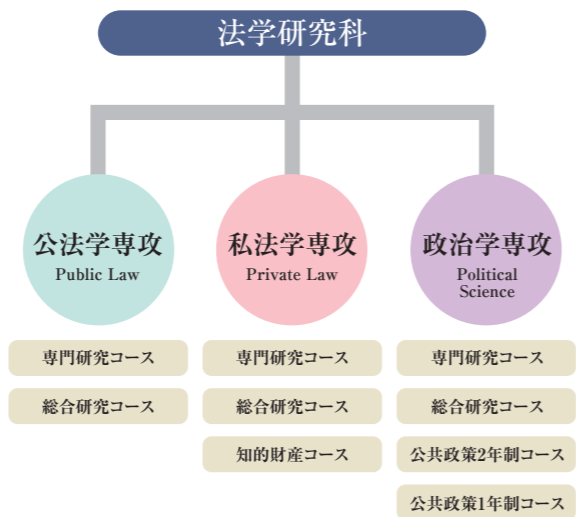 法学研究科
公法学専攻
Public Law
私法学専攻
Private Law
政治学専攻
Political
Science
専門研究コース
専門研究コース
専門研究コース
総合研究コース
総合研究コース
総合研究コース
知的財産コース
公共政策2年制コース
公共政策1年制コース